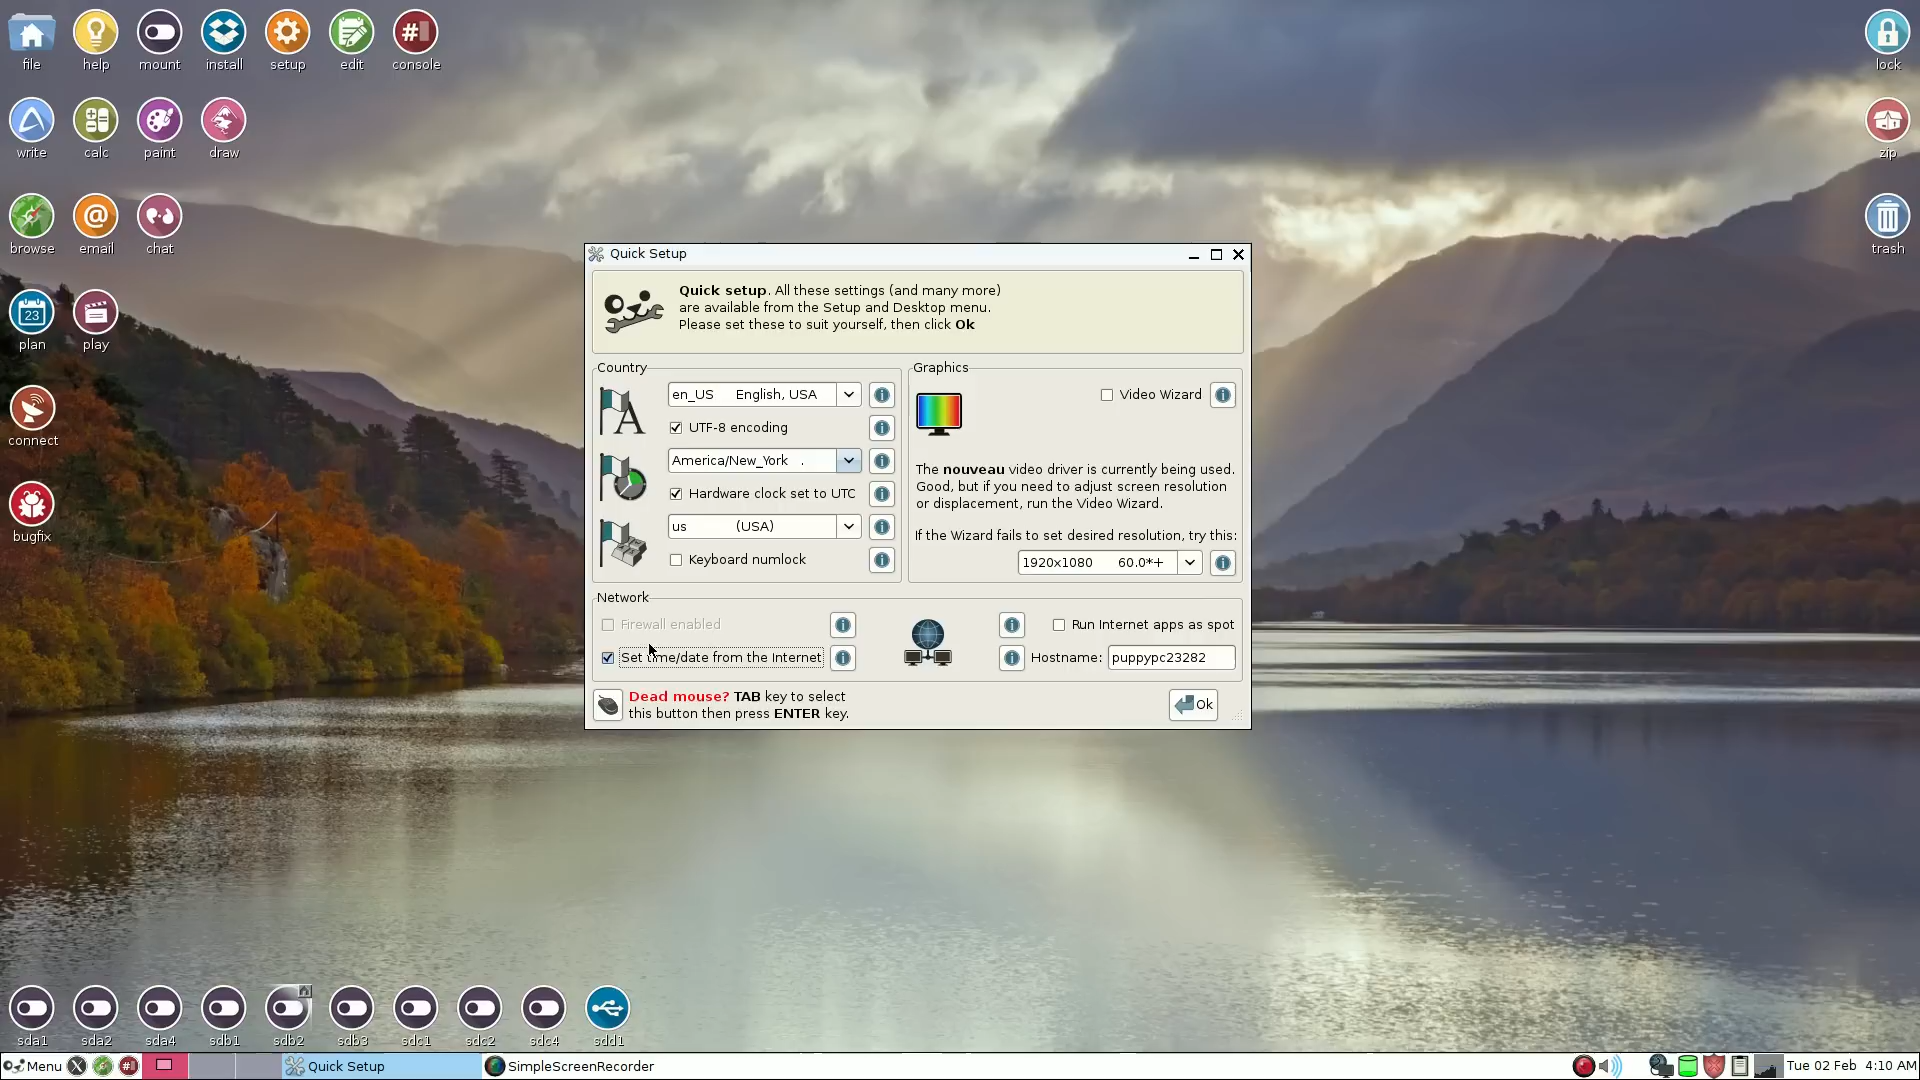 file
help
mount
install
setup
edit
console
lock
write
calc
paint
draw
zip
browse
email
chat
trash
23
plan
play
connect
bugfix
Quick Setup
Quick setup. All these settings (and many more)
are available from the Setup and Desktop menu.
Please set these to suit yourself, then click Ok
Country
en_US English, USA
UTF-8 encoding
America/New_York .
Hardware clock set to UTC
us (USA)
Keyboard numlock
Graphics
Video Wizard
The nouveau video driver is currently being used.
Good, but if you need to adjust screen resolution
or displacement, run the Video Wizard.
If the Wizard fails to set desired resolution, try this:
1920x1080 60.0*+
Network
Firewall enabled
Run Internet apps as spot
Set time/date from the Internet
Hostname: puppypc23282
Dead mouse? TAB key to select
this button then press ENTER key.
Ok
sda1
sda2
sda4
sdb1
sdb2
sdb3
sdc1
sdc2
sdc4
sdd1
Menu
Quick Setup
SimpleScreenRecorder
Tue 02 Feb 4:10 AM